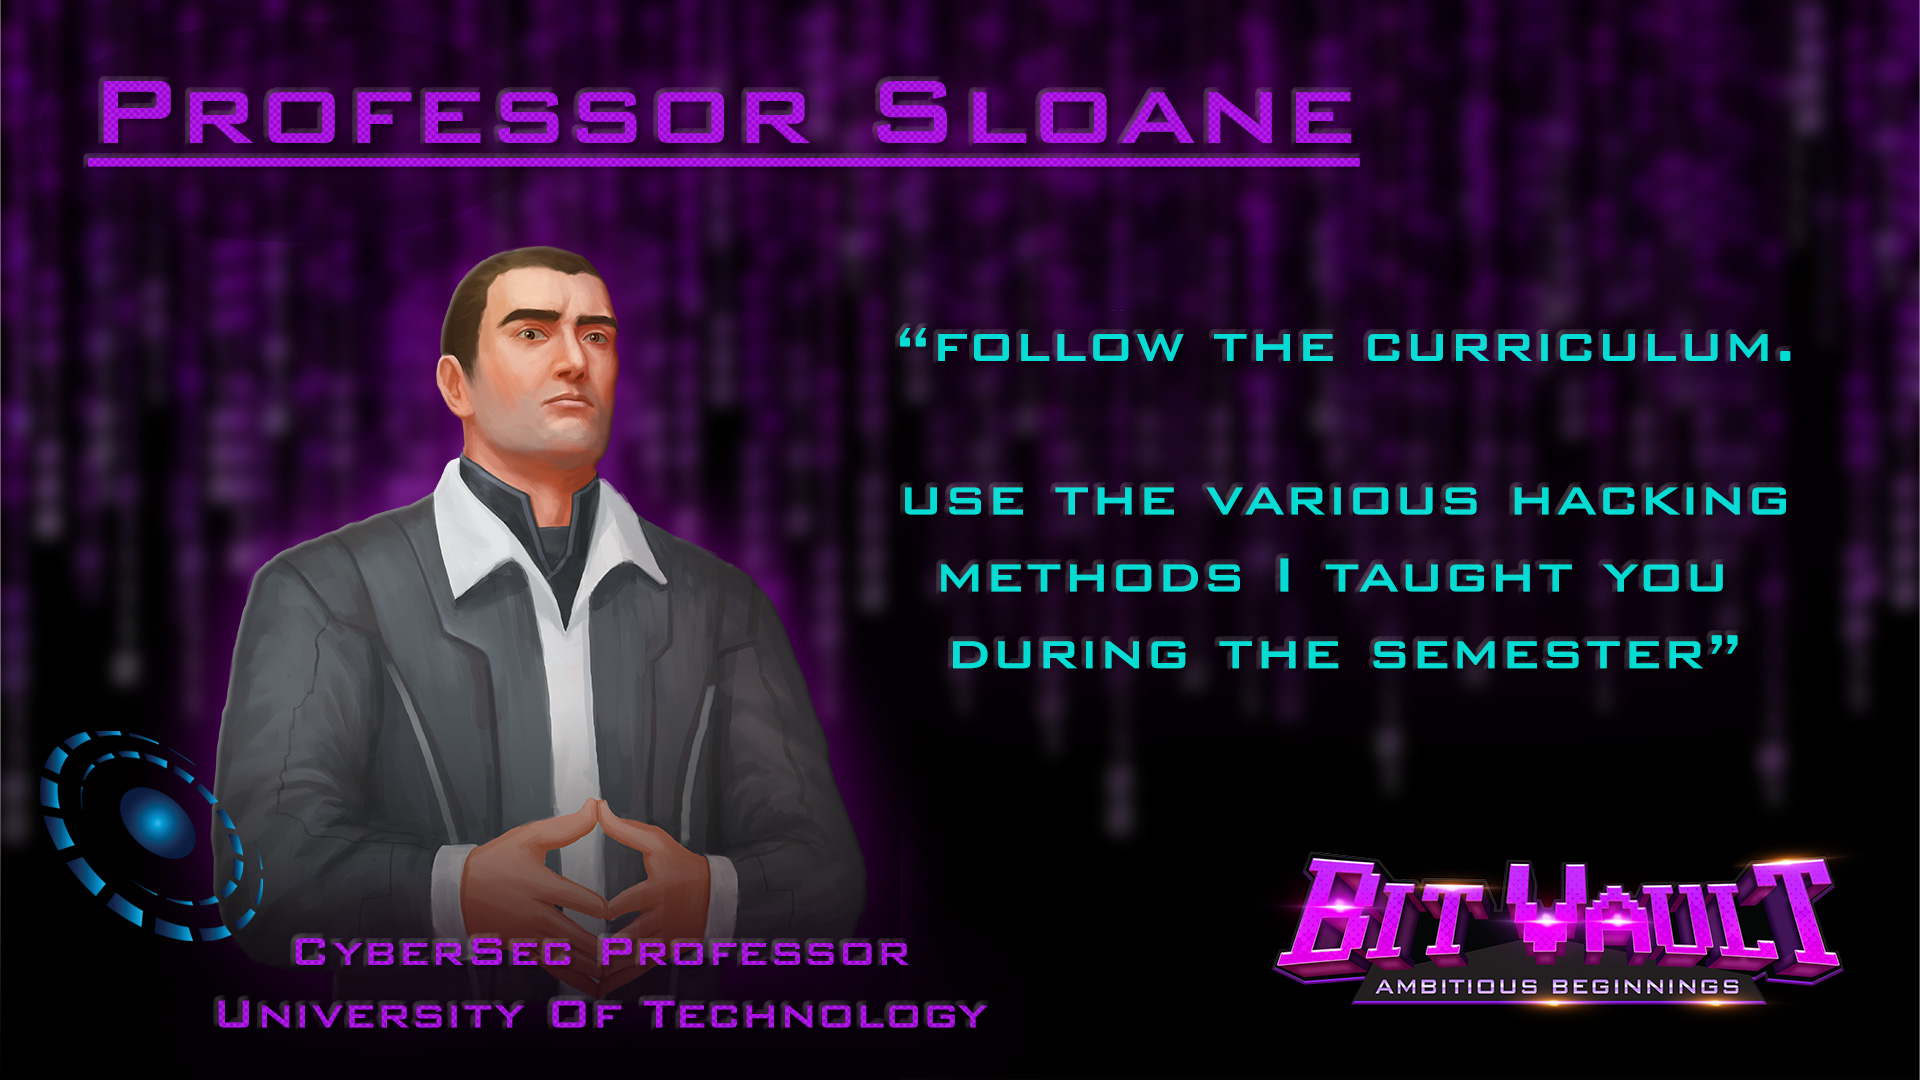 Professor Sloane
“follow the curriculum.
use the various hacking
methods I taught you
during the semester”
CyberSec Professor
University Of Technology
Bit Vault
Ambitious Beginnings